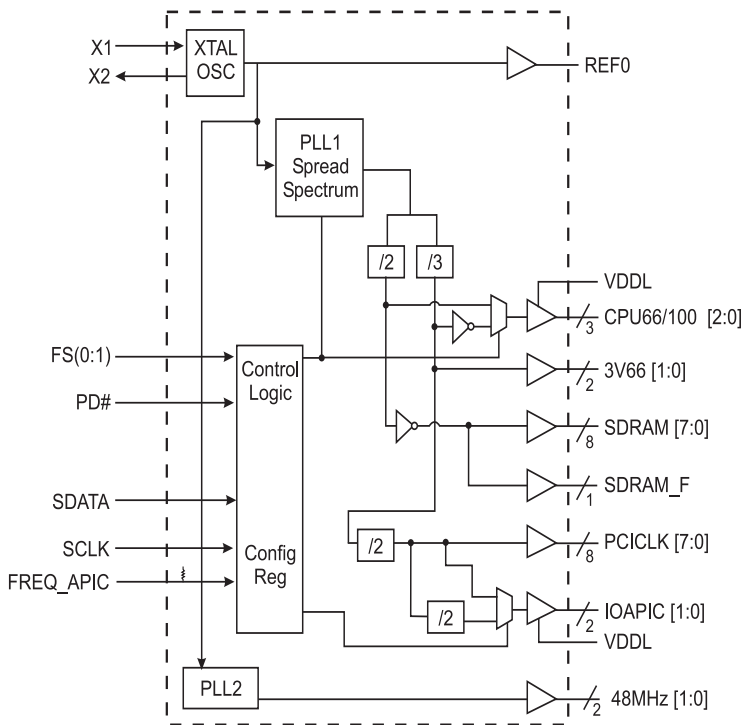 X1
X2
XTAL
OSC
REF0
PLL1
Spread
Spectrum
/2
/3
VDDL
CPU66/100 [2:0]
3
FS(0:1)
Control
Logic
3V66 [1:0]
2
PD#
SDRAM [7:0]
8
SDATA
SDRAM_F
1
SCLK
Config
Reg
/2
PCICLK [7:0]
8
FREQ_APIC
/2
IOAPIC [1:0]
2
VDDL
PLL2
48MHz [1:0]
2